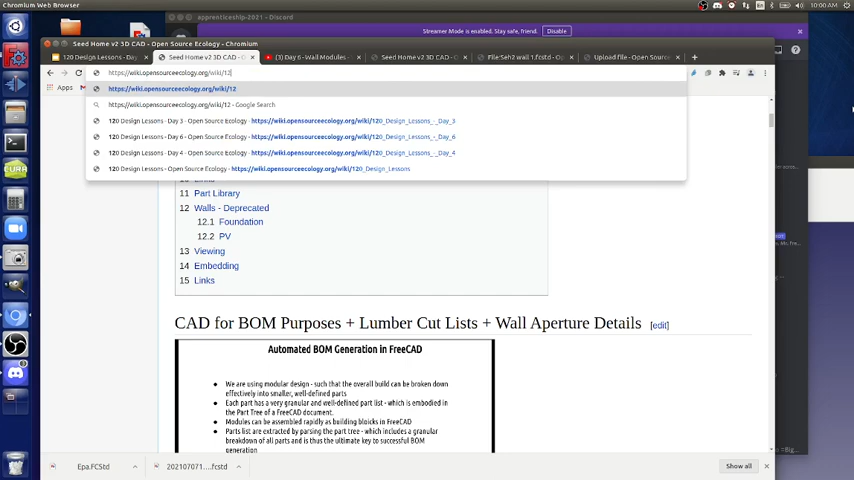 Chromium Web Browser
10:00 AM
apprenticeship-2021 - Discord
Streamer Mode is enabled. Disable
Seed Home v2 3D CAD - Open Source Ecology - Chromium
120 Design Lessons - Day
Seed Home v2 3D CAD - Op
(3) Day 6 - Wall Modules -
Seed Home v2 3D CAD - Op
File:Seh2 wall 1.fcstd - Op
Upload file - Open Source
https://wiki.opensourceecology.org/wiki/12
Apps
https://wiki.opensourceecology.org/wiki/12
https://wiki.opensourceecology.org/wiki/12 - Google Search
120 Design Lessons - Day 3 - Open Source Ecology - https://wiki.opensourceecology.org/wiki/120_Design_Lessons_-_Day_3
120 Design Lessons - Day 6 - Open Source Ecology - https://wiki.opensourceecology.org/wiki/120_Design_Lessons_-_Day_6
120 Design Lessons - Day 4 - Open Source Ecology - https://wiki.opensourceecology.org/wiki/120_Design_Lessons_-_Day_4
120 Design Lessons - Open Source Ecology - https://wiki.opensourceecology.org/wiki/120_Design_Lessons
11 Part Library
12 Walls - Deprecated
12.1 Foundation
12.2 PV
13 Viewing
14 Embedding
15 Links
CAD for BOM Purposes + Lumber Cut Lists + Wall Aperture Details [edit]
Automated BOM Generation in FreeCAD
We are using modular design - such that the overall build can be broken down
effectively into smaller, well-defined parts
Each part has a very granular and well-defined part list - which is embodied in
the Part Tree of a FreeCAD document.
Modules can be assembled rapidly as building blocks in FreeCAD
Parts list are extracted by parsing the part tree - which includes a granular
breakdown of all parts and is thus the ultimate key to successful BOM
generation
Epa.FCStd
202107071....fcstd
Show all
CURA